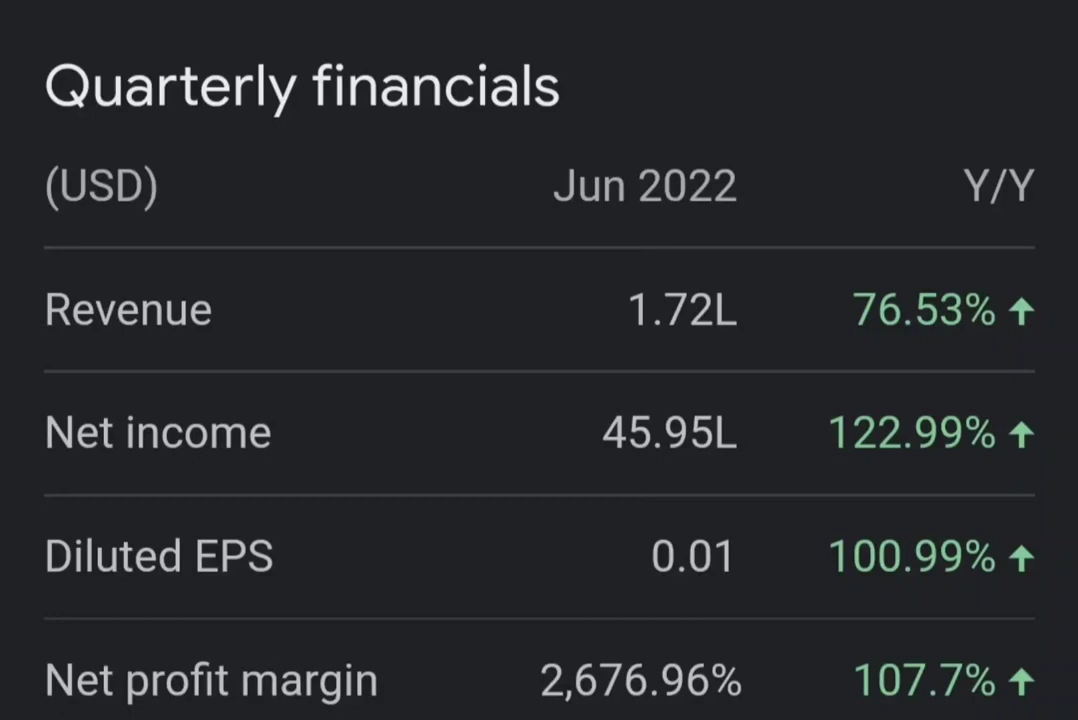 Quarterly financials
(USD) Jun 2022 Y/Y
Revenue 1.72L 76.53% ↑
Net income 45.95L 122.99% ↑
Diluted EPS 0.01 100.99% ↑
Net profit margin 2,676.96% 107.7% ↑